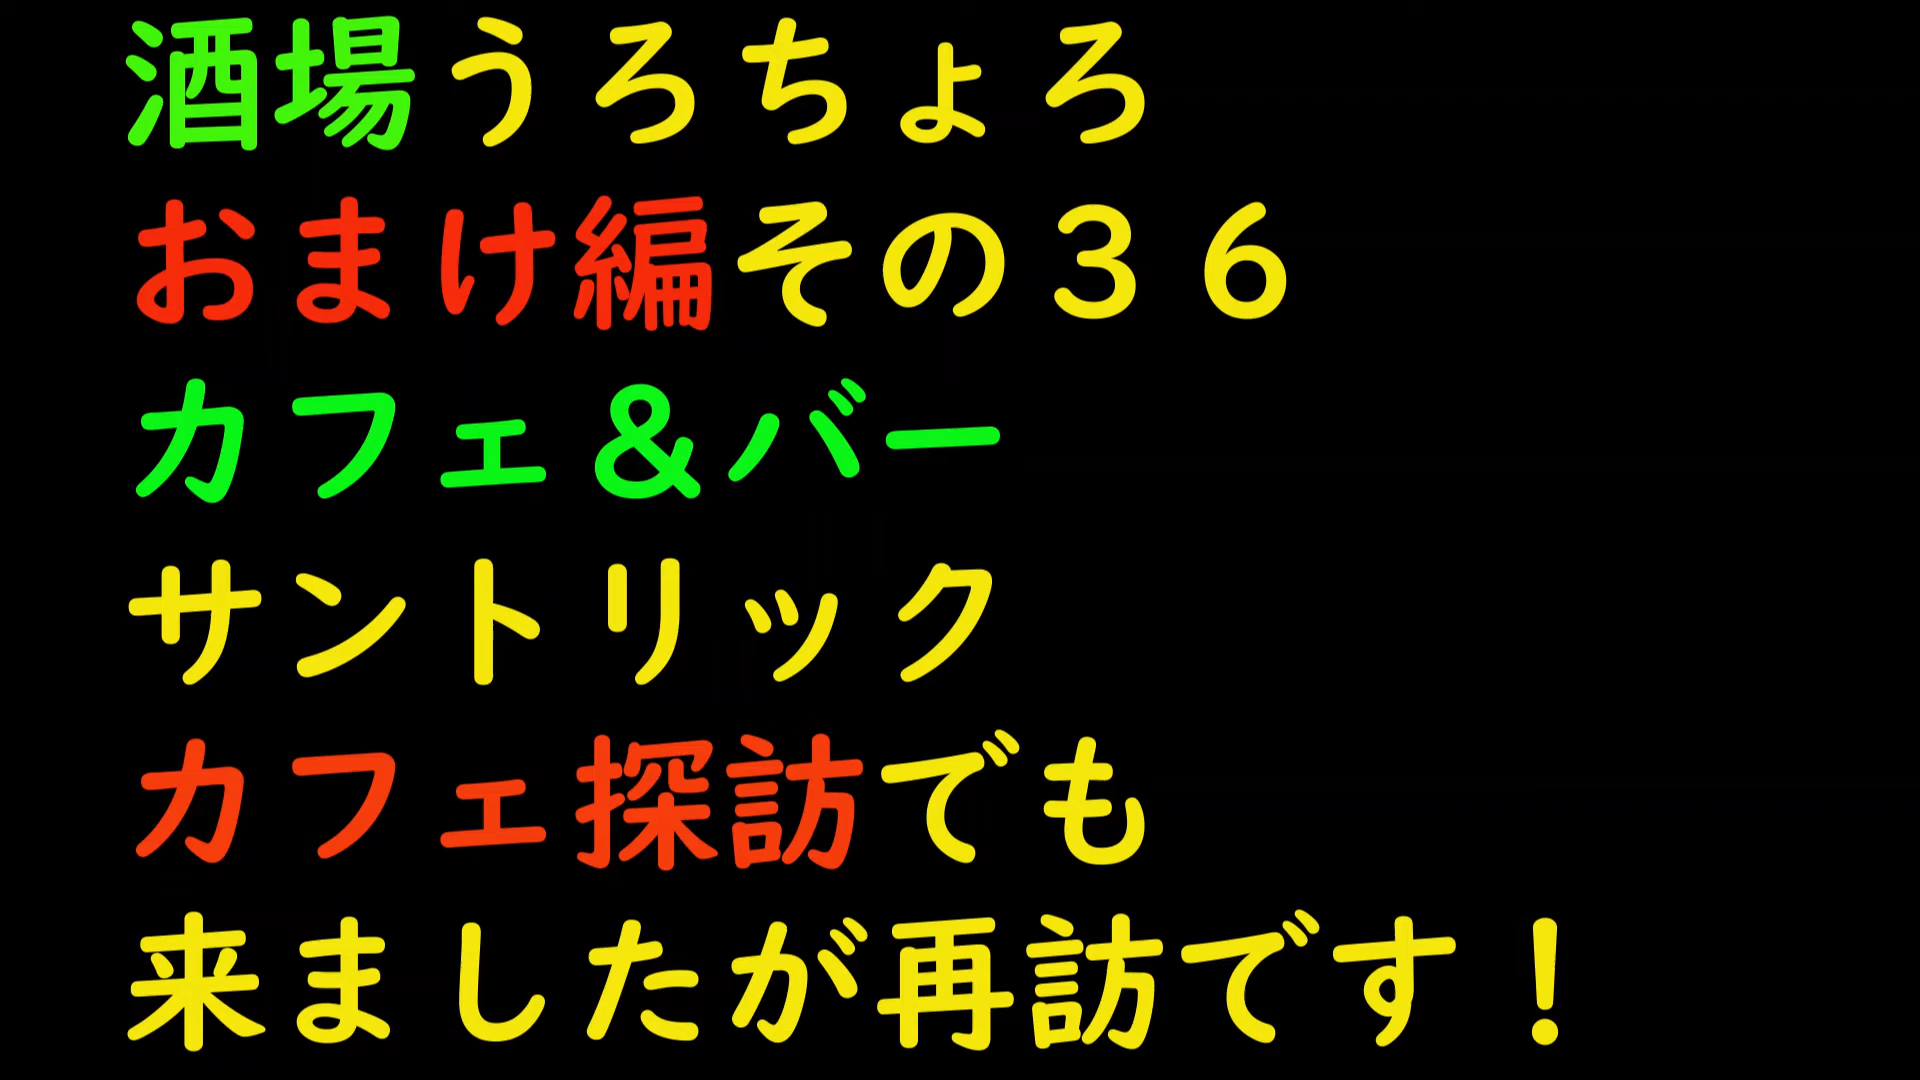 酒場うろちょろ
おまけ編その３６
カフェ＆バー
サントリック
カフェ探訪でも
来ましたが再訪です！